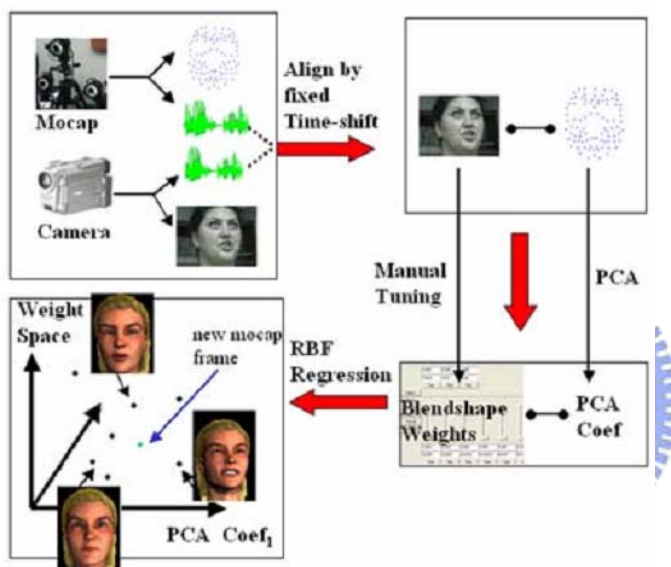 Mocap
Camera
Align by
fixed
Time-shift
Manual
Tuning
PCA
Blendshape
Weights
PCA
Coef
RBF
Regression
Weight
Space
new mocap
frame
PCA Coef₁